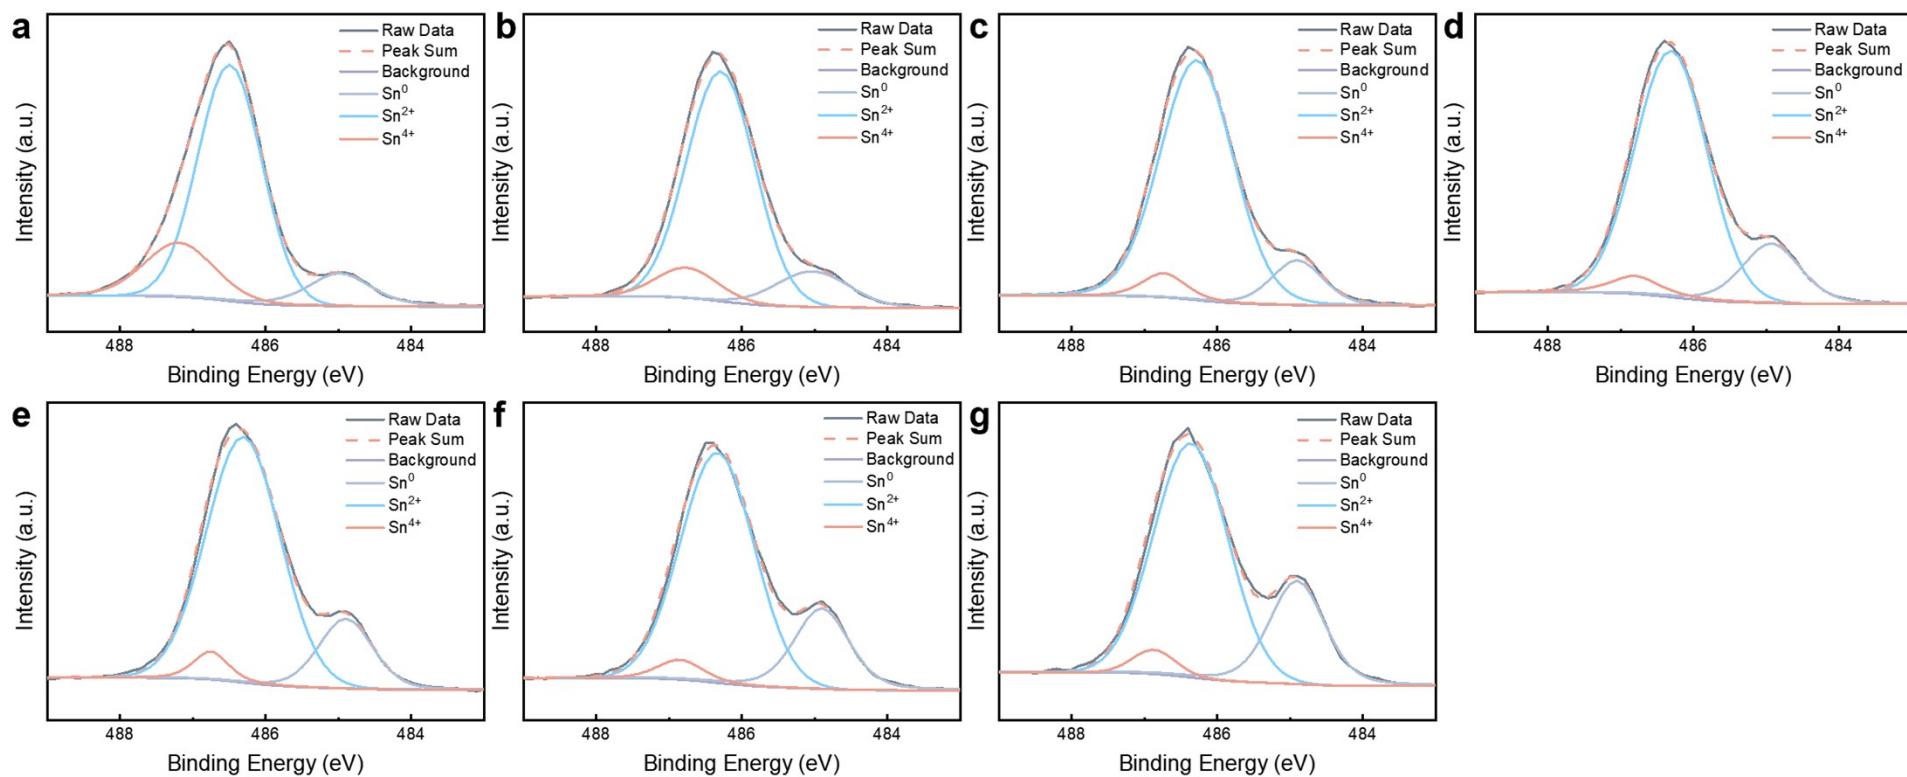 a
Intensity (a.u.)
Raw Data
Peak Sum
Background
Sn⁰
Sn²⁺
Sn⁴⁺
488 486 484
Binding Energy (eV)
b
Intensity (a.u.)
Raw Data
Peak Sum
Background
Sn⁰
Sn²⁺
Sn⁴⁺
488 486 484
Binding Energy (eV)
c
Intensity (a.u.)
Raw Data
Peak Sum
Background
Sn⁰
Sn²⁺
Sn⁴⁺
488 486 484
Binding Energy (eV)
d
Intensity (a.u.)
Raw Data
Peak Sum
Background
Sn⁰
Sn²⁺
Sn⁴⁺
488 486 484
Binding Energy (eV)
e
Intensity (a.u.)
Raw Data
Peak Sum
Background
Sn⁰
Sn²⁺
Sn⁴⁺
488 486 484
Binding Energy (eV)
f
Intensity (a.u.)
Raw Data
Peak Sum
Background
Sn⁰
Sn²⁺
Sn⁴⁺
488 486 484
Binding Energy (eV)
g
Intensity (a.u.)
Raw Data
Peak Sum
Background
Sn⁰
Sn²⁺
Sn⁴⁺
488 486 484
Binding Energy (eV)